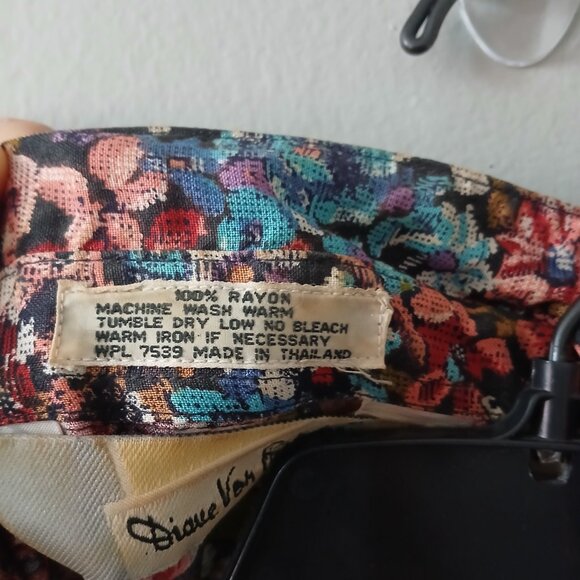 100% RAYON
MACHINE WASH WARM
TUMBLE DRY LOW NO BLEACH
WARM IRON·IF NECESSARY
WPL 7539 MADE IN THAILAND
Diane Von